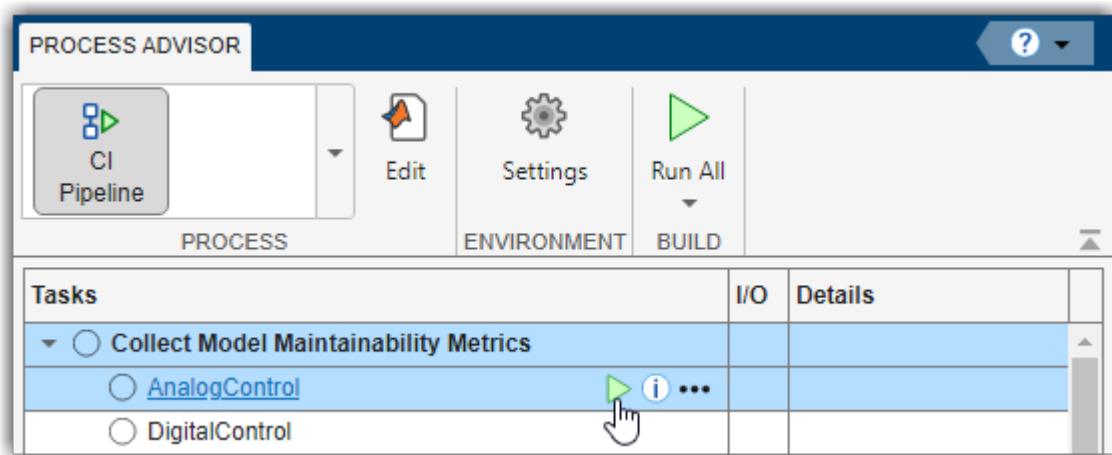 PROCESS ADVISOR
?
CI
Pipeline
Edit
Settings
Run All
PROCESS
ENVIRONMENT
BUILD
Tasks
I/O
Details
Collect Model Maintainability Metrics
AnalogControl
i
•••
DigitalControl